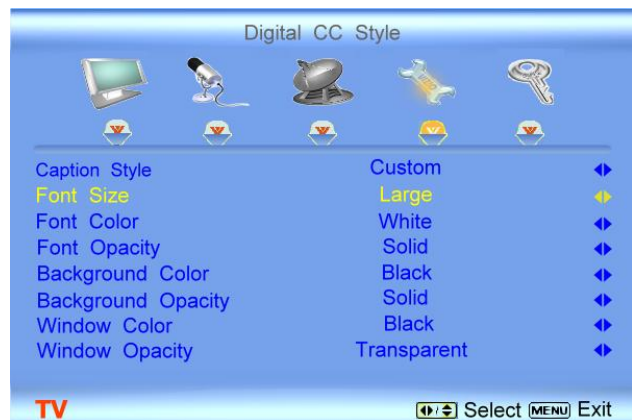 Digital CC Style
Caption Style Custom
Font Size Large
Font Color White
Font Opacity Solid
Background Color Black
Background Opacity Solid
Window Color Black
Window Opacity Transparent
TV Select MENU Exit